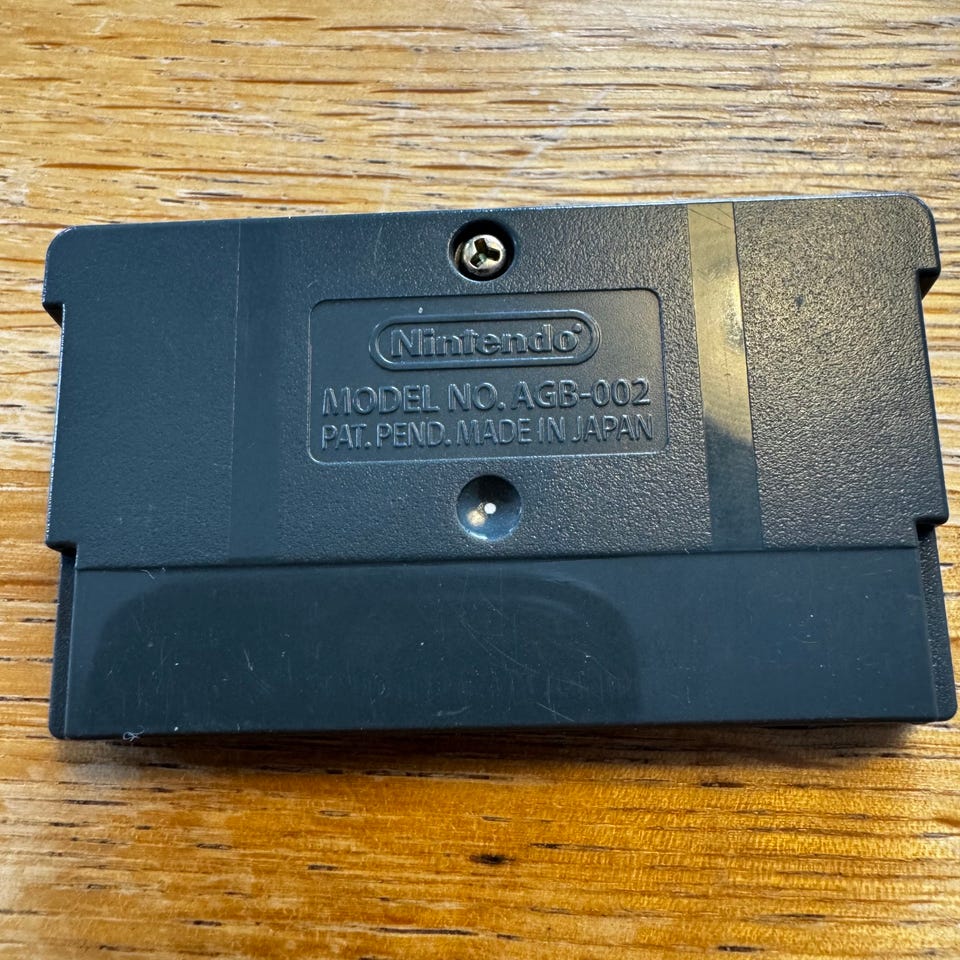 Nintendo®
MODEL NO. AGB-002
PAT. PEND. MADE IN JAPAN